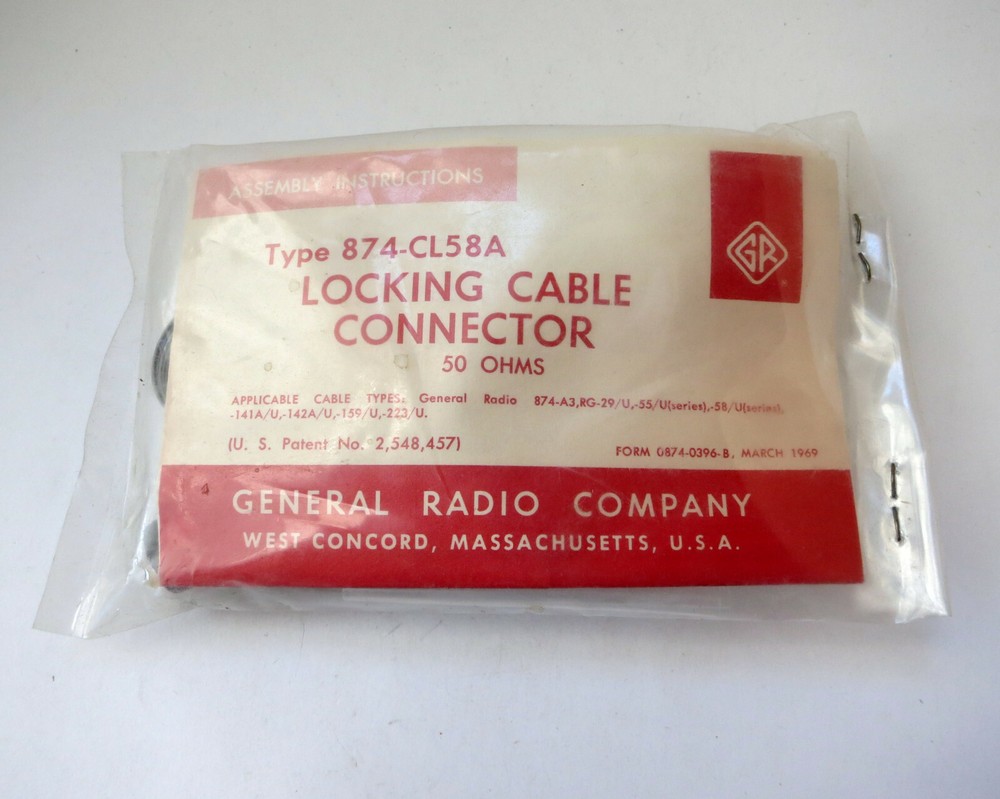 ASSEMBLY INSTRUCTIONS
GR
Type 874-CL58A
LOCKING CABLE
CONNECTOR
50 OHMS
APPLICABLE CABLE TYPES: General Radio 874-A3,RG-29/U,-55/U(series),-58/U(series),
-141A/U,-142A/U,-159/U,-223/U.
(U. S. Patent No. 2,548,457)
FORM 0874-0396-B, MARCH 1969
GENERAL RADIO COMPANY
WEST CONCORD, MASSACHUSETTS, U.S.A.